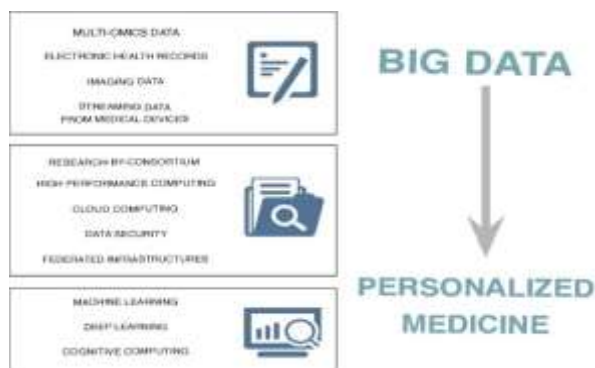 MULTI-OMICS DATA
ELECTRONIC HEALTH RECORDS
IMAGING DATA
STREAMING DATA
FROM MEDICAL DEVICES
RESEARCH BY CONSORTIUM
HIGH PERFORMANCE COMPUTING
CLOUD COMPUTING
DATA SECURITY
FEDERATED INFRASTRUCTURES
MACHINE LEARNING
DEEP LEARNING
COGNITIVE COMPUTING
BIG DATA
PERSONALIZED
MEDICINE